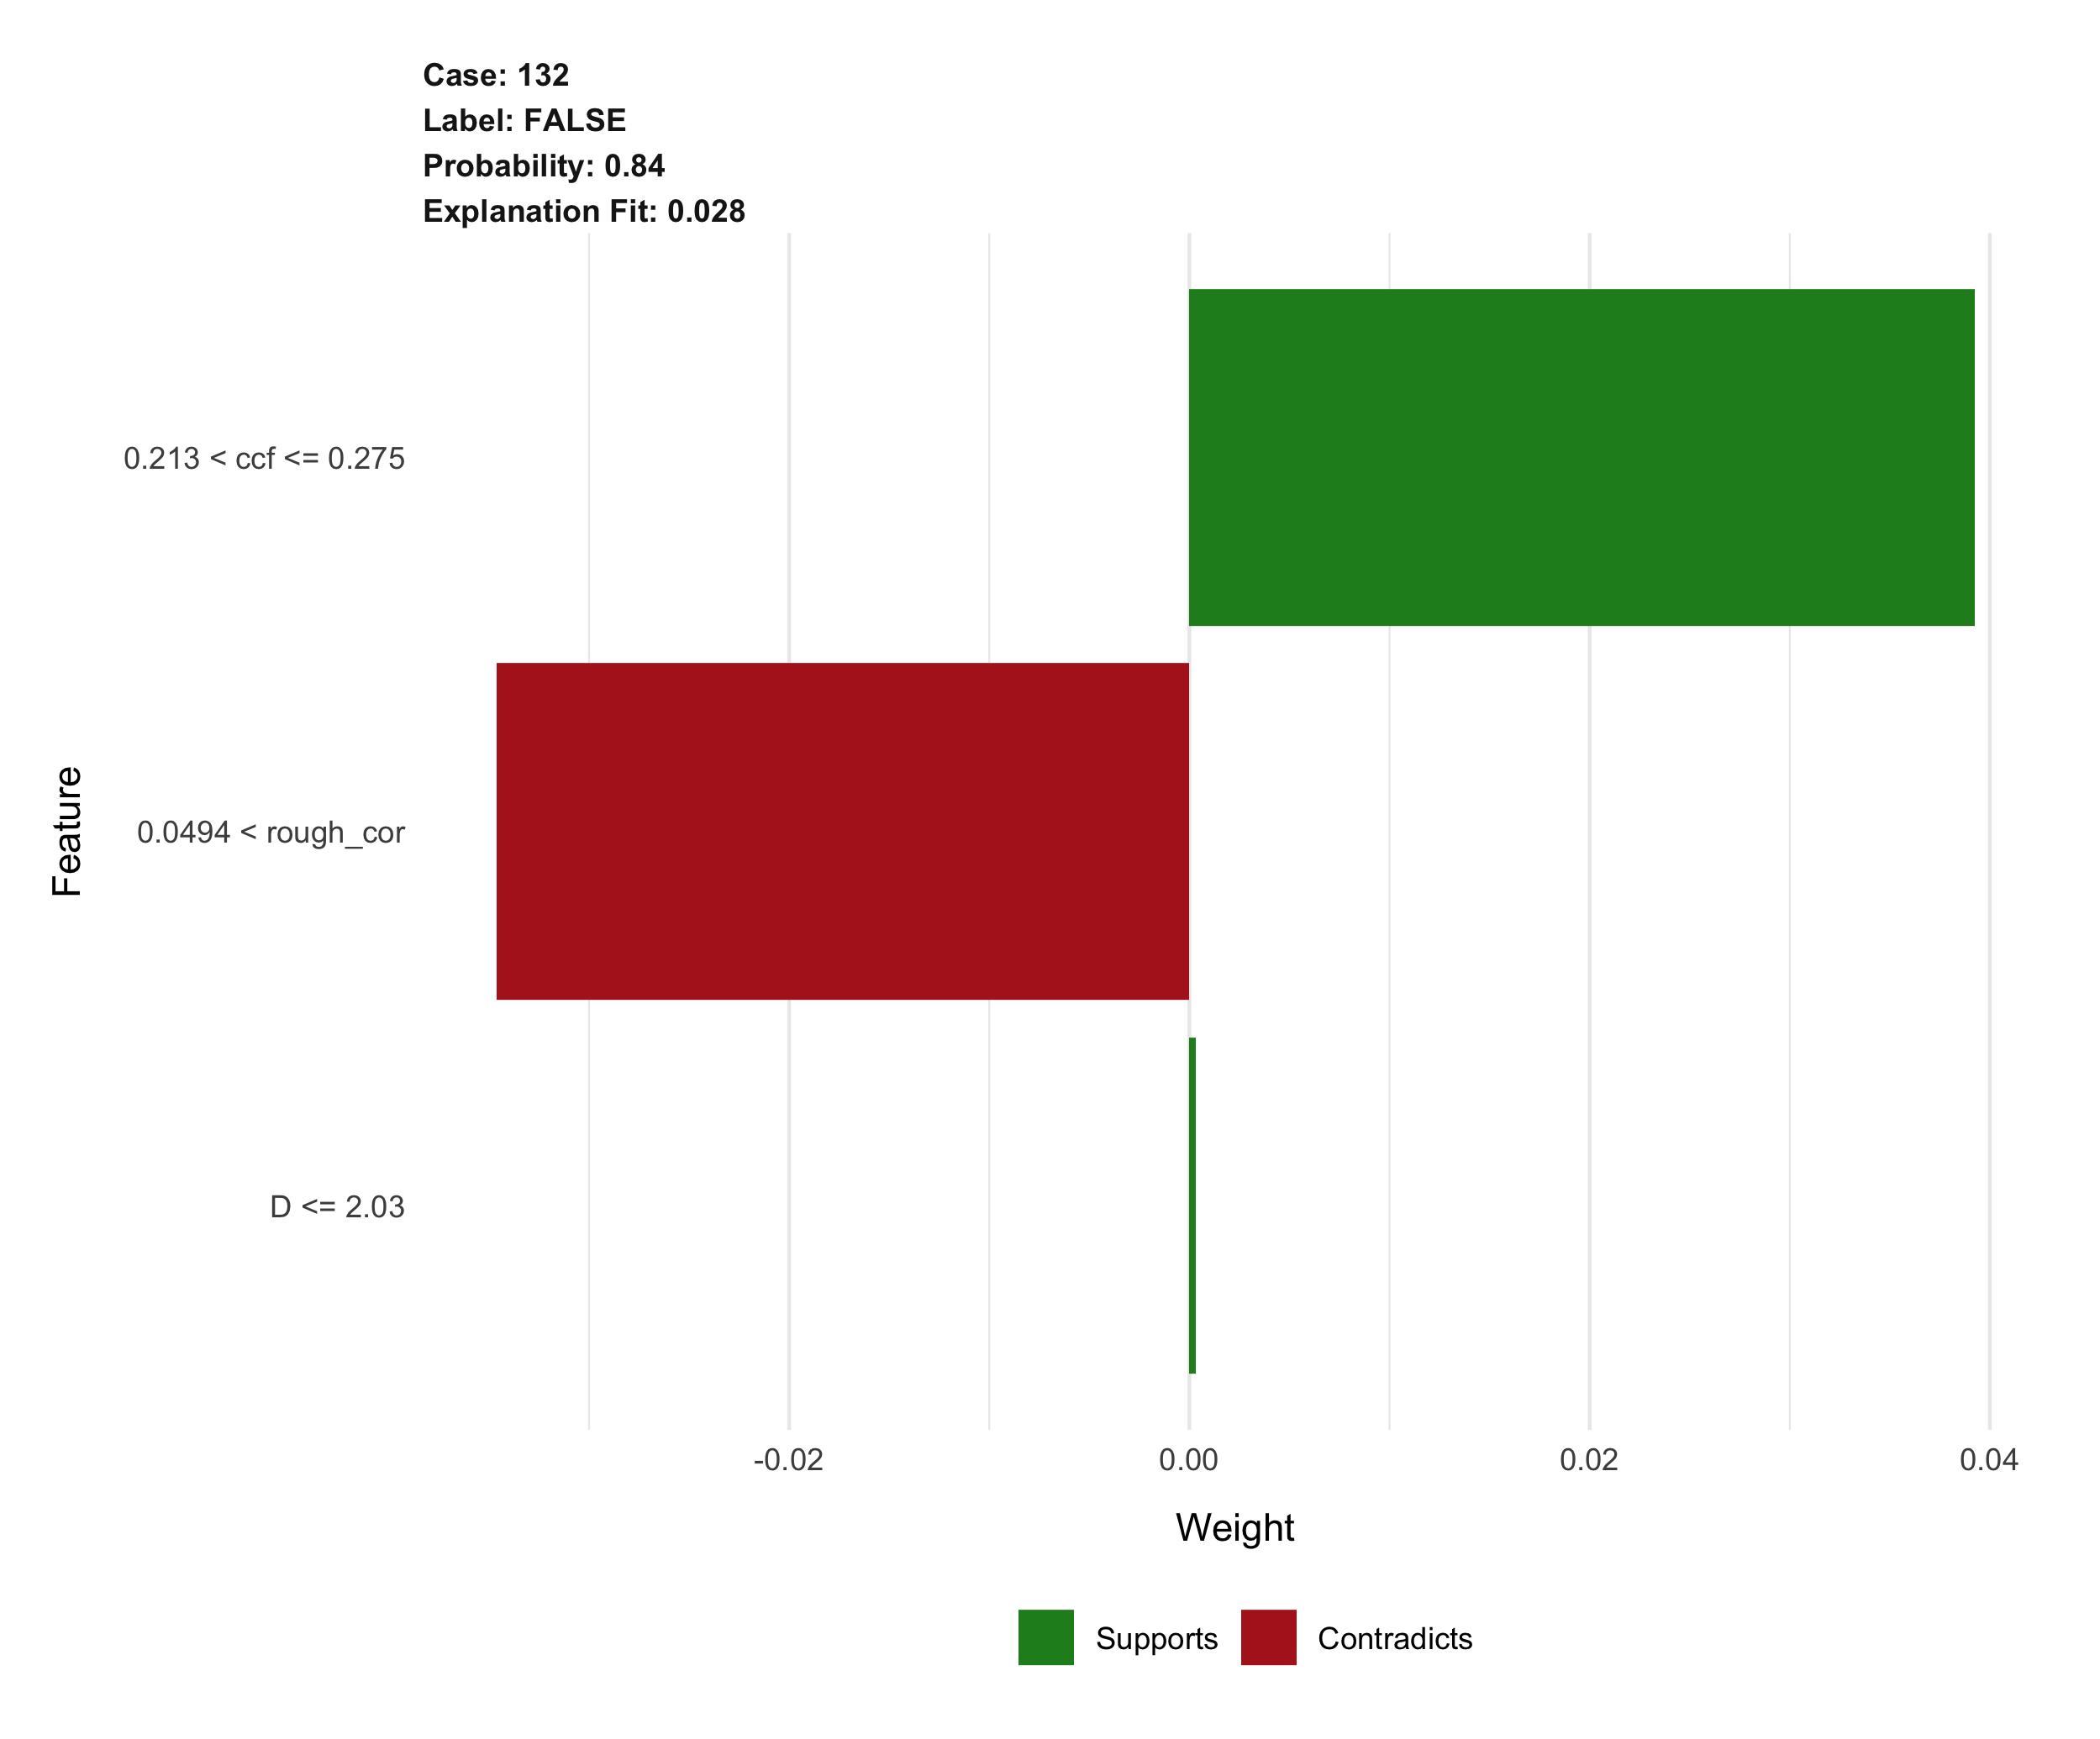 Case: 132
Label: FALSE
Probability: 0.84
Explanation Fit: 0.028
Feature
0.213 < ccf <= 0.275
0.0494 < rough_cor
D <= 2.03
-0.02
0.00
0.02
0.04
Weight
Supports
Contradicts